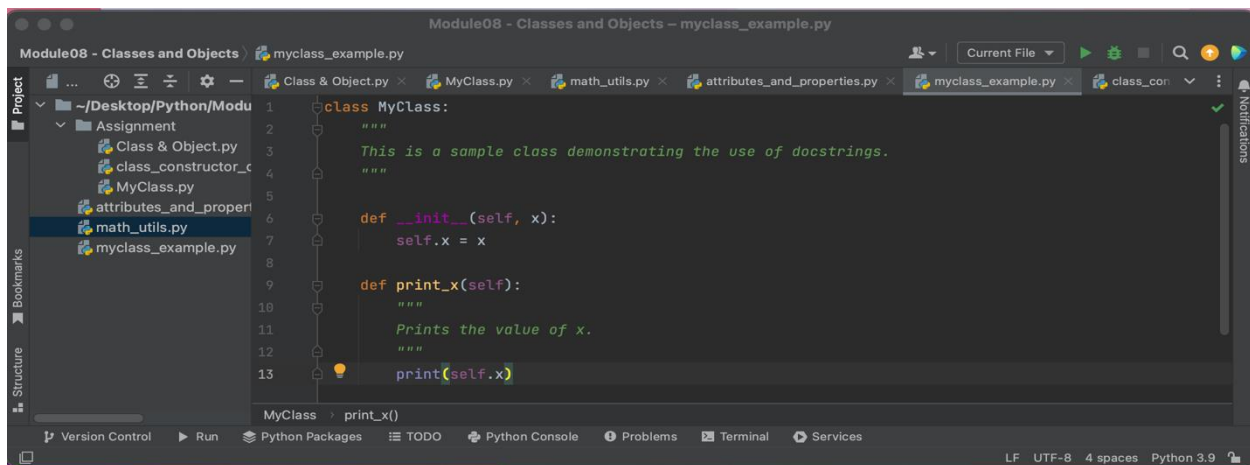 Module08 - Classes and Objects – myclass_example.py
Module08 - Classes and Objects myclass_example.py Current File
Project ... Class & Object.py MyClass.py math_utils.py attributes_and_properties.py myclass_example.py class_con Notifications
~/Desktop/Python/Modu
Assignment
Class & Object.py
class_constructor_c
MyClass.py
attributes_and_propert
math_utils.py
myclass_example.py
1 class MyClass:
2     """
3     This is a sample class demonstrating the use of docstrings.
4     """
5
6     def __init__(self, x):
7         self.x = x
8
9     def print_x(self):
10         """
11         Prints the value of x.
12         """
13         print(self.x)
Bookmarks
Structure
MyClass print_x()
Version Control Run Python Packages TODO Python Console Problems Terminal Services
LF UTF-8 4 spaces Python 3.9